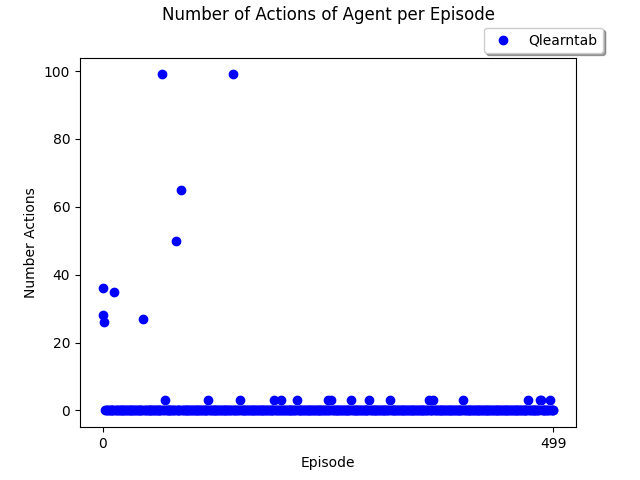 Number of Actions of Agent per Episode
Qlearntab
100
80
60
40
20
0
Number Actions
0 499
Episode